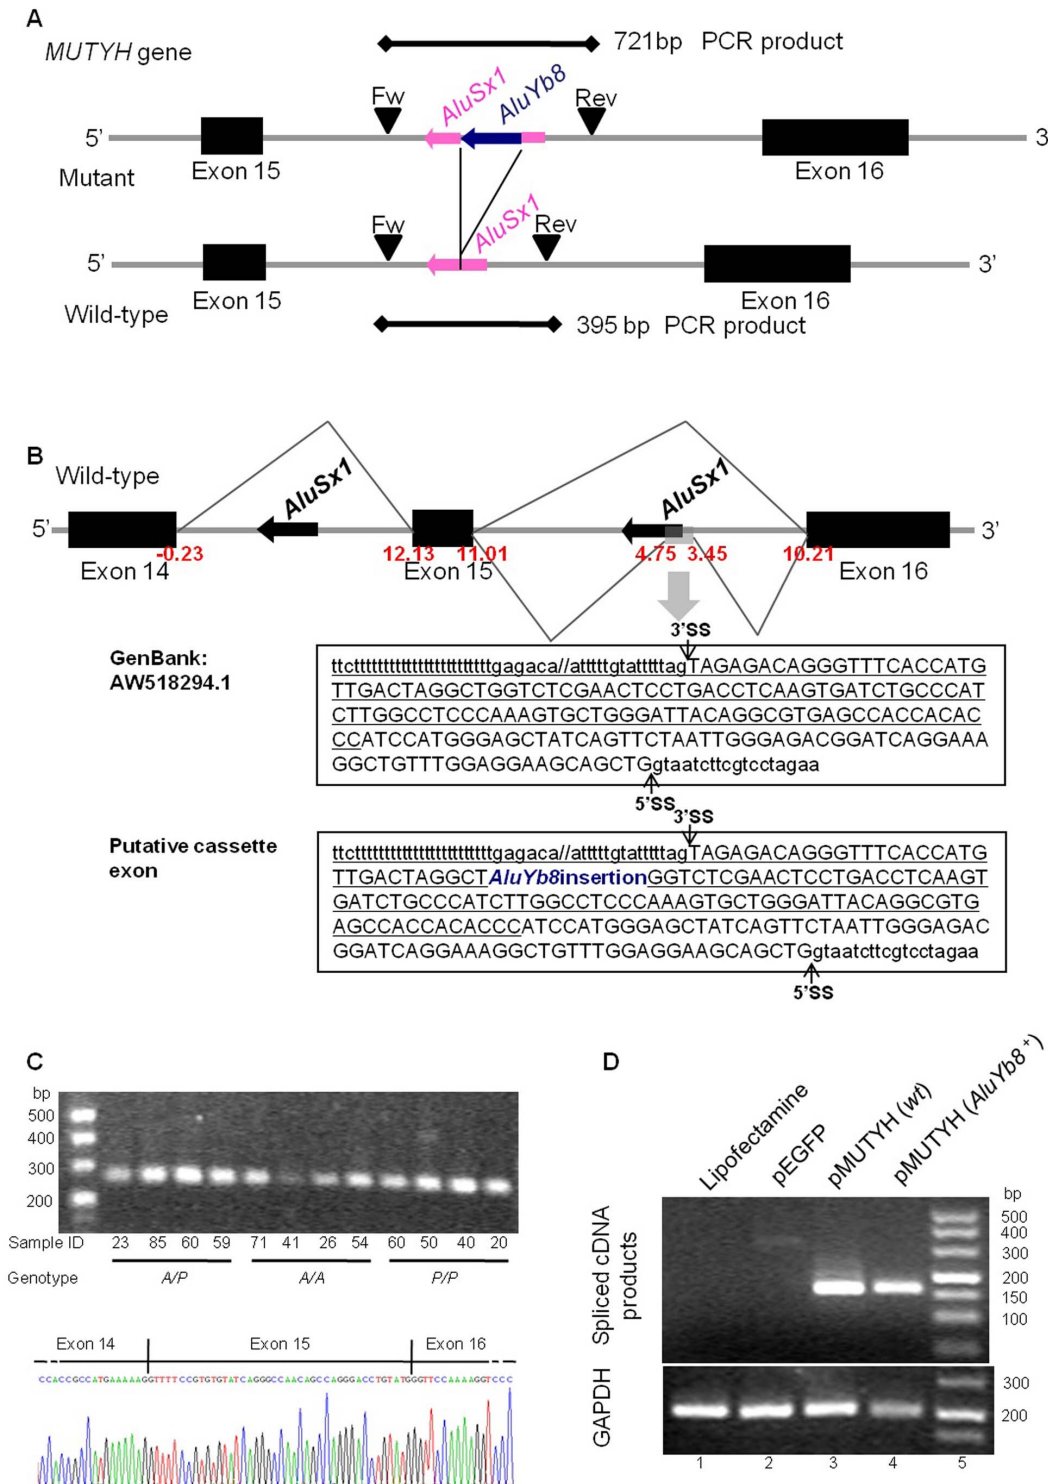 A
MUTYH gene
721bp PCR product
Fw
AluSx1
AluYb8
Rev
5’
3
Exon 15
Exon 16
Mutant
Fw
AluSx1
Rev
5’
3’
Exon 15
Exon 16
Wild-type
395 bp PCR product
B
Wild-type
AluSx1
AluSx1
5’
3’
-0.23
12.13
11.01
4.75
3.45
10.21
Exon 14
Exon 15
Exon 16
3’SS
GenBank:
AW518294.1
TAGAGACAGGGTTTCACCATG
TTGACTAGGCTGGTCTCGAACTCCTGACCTCAAGTGATCTGCCCAT
CTTGGCCTCCCAAAGTGCTGGGATTACAGGCGTGAGCCACCACAC
CCATCCATGGGAGCTATCAGTTCTAATTGGGAGACGGATCAGGAAA
GGCTGTTTGGAGGAAGCAGCTGgtaatcttcgtcctagaa
5’SS
3’SS
Putative cassette
exon
TAGAGACAGGGTTTCACCATG
TTGACTAGGCTAluYb8insertionGGTCTCGAACTCCTGACCTCAAGT
GATCTGCCCATCTTGGCCTCCCAAAGTGCTGGGATTACAGGCGTG
AGCCACCACACCCATCCATGGGAGCTATCAGTTCTAATTGGGAGAC
GGATCAGGAAAGGCTGTTTGGAGGAAGCAGCTGgtaatcttcgtcctagaa
5’SS
C
bp
500
400
300
200
Sample ID 23 85 60 59 71 41 26 54 60 50 40 20
Genotype A/P A/A P/P
Exon 14 Exon 15 Exon 16
CCACCGCCATGAAAAAGGTTTTCCGTGTGTATCAGGGCCAACAGCCAGGGACCTGTATGGGTTCCAAAAGGTCCC
D
Lipofectamine
pEGFP
pMUTYH (wt)
pMUTYH (AluYb8⁺)
bp
500
400
300
200
150
100
Spliced cDNA
products
GAPDH
300
200
1 2 3 4 5